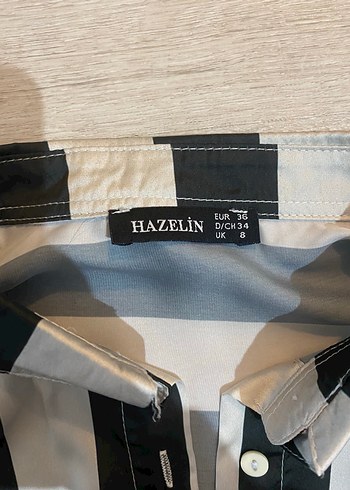 HAZELİN
EUR 36
D/CH 34
UK 8